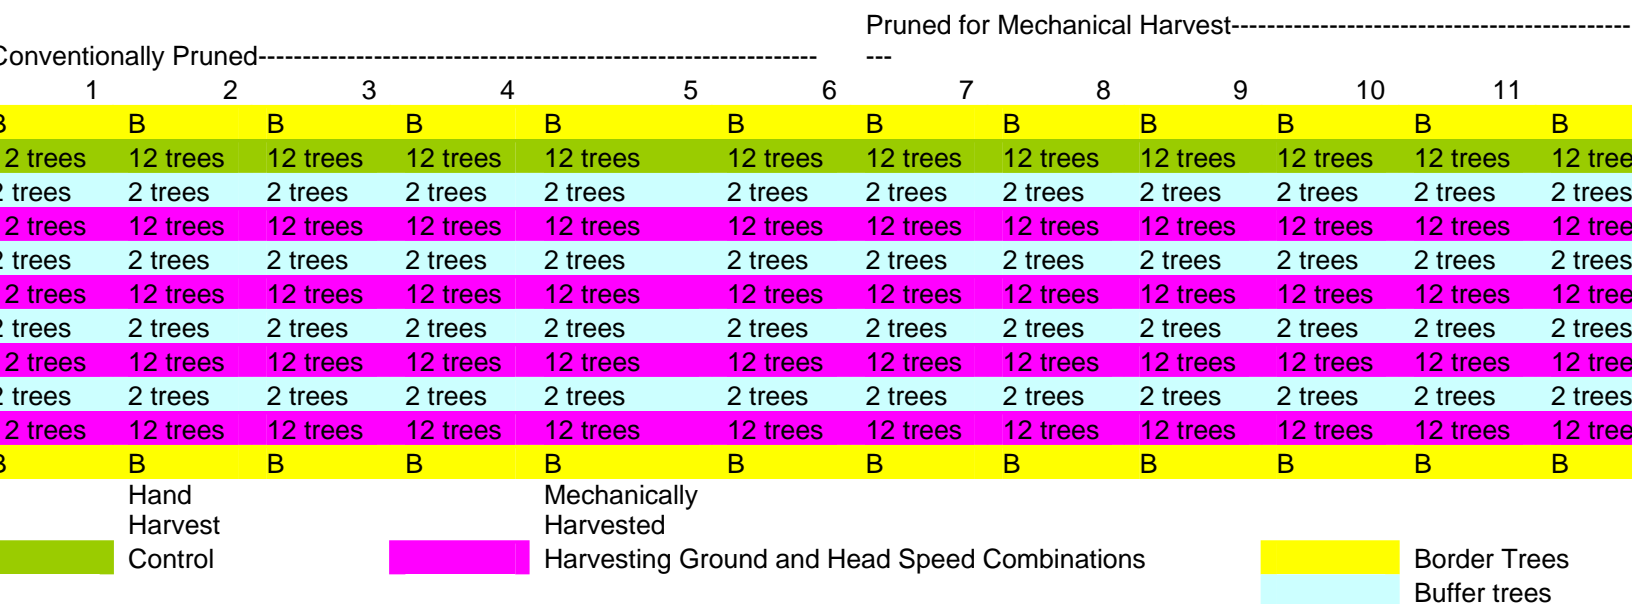 Pruned for Mechanical Harvest---------------------------------------------
Conventionally Pruned---------------------------------------------------------------
---
1 2 3 4 5 6 7 8 9 10 11
B B B B B B B B B B B B
2 trees 12 trees 12 trees 12 trees 12 trees 12 trees 12 trees 12 trees 12 trees 12 trees 12 trees 12 tree
2 trees 2 trees 2 trees 2 trees 2 trees 2 trees 2 trees 2 trees 2 trees 2 trees 2 trees 2 trees
2 trees 12 trees 12 trees 12 trees 12 trees 12 trees 12 trees 12 trees 12 trees 12 trees 12 trees 12 tree
2 trees 2 trees 2 trees 2 trees 2 trees 2 trees 2 trees 2 trees 2 trees 2 trees 2 trees 2 trees
2 trees 12 trees 12 trees 12 trees 12 trees 12 trees 12 trees 12 trees 12 trees 12 trees 12 trees 12 tree
2 trees 2 trees 2 trees 2 trees 2 trees 2 trees 2 trees 2 trees 2 trees 2 trees 2 trees 2 trees
2 trees 12 trees 12 trees 12 trees 12 trees 12 trees 12 trees 12 trees 12 trees 12 trees 12 trees 12 tree
2 trees 2 trees 2 trees 2 trees 2 trees 2 trees 2 trees 2 trees 2 trees 2 trees 2 trees 2 trees
2 trees 12 trees 12 trees 12 trees 12 trees 12 trees 12 trees 12 trees 12 trees 12 trees 12 trees 12 tree
B B B B B B B B B B B B
Hand Mechanically
Harvest Harvested
Control Harvesting Ground and Head Speed Combinations Border Trees
Buffer trees